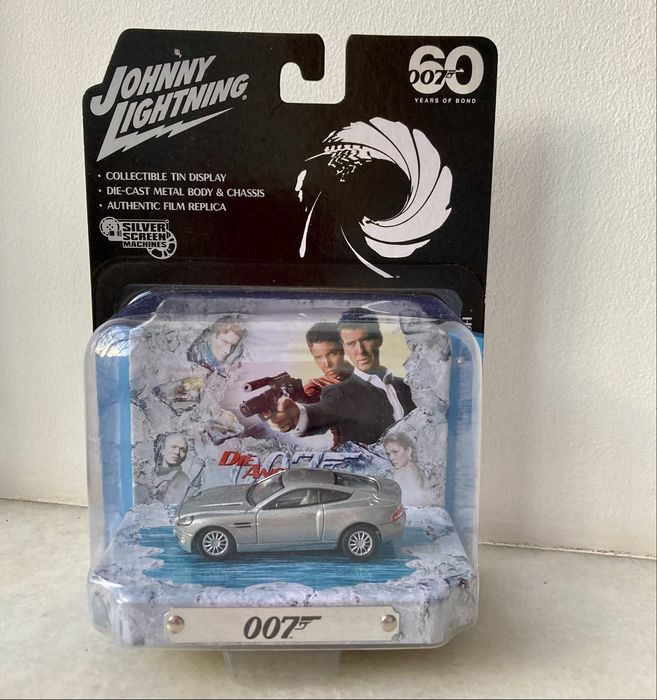 JOHNNY
LIGHTNING®
60
007
YEARS OF BOND
• COLLECTIBLE TIN DISPLAY
• DIE-CAST METAL BODY & CHASSIS
• AUTHENTIC FILM REPLICA
SILVER
SCREEN
MACHINES
DIE
007